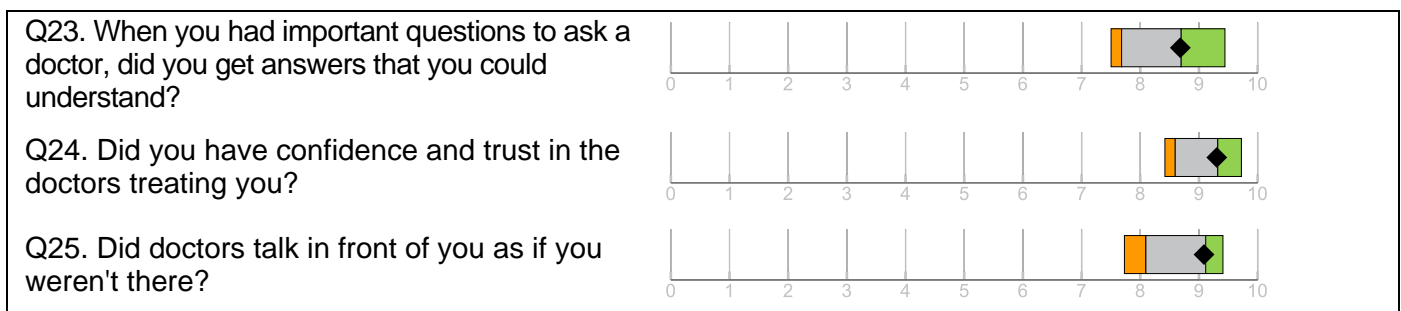 Q23. When you had important questions to ask a
doctor, did you get answers that you could
understand?
0 1 2 3 4 5 6 7 8 9 10
Q24. Did you have confidence and trust in the
doctors treating you?
0 1 2 3 4 5 6 7 8 9 10
Q25. Did doctors talk in front of you as if you
weren't there?
0 1 2 3 4 5 6 7 8 9 10